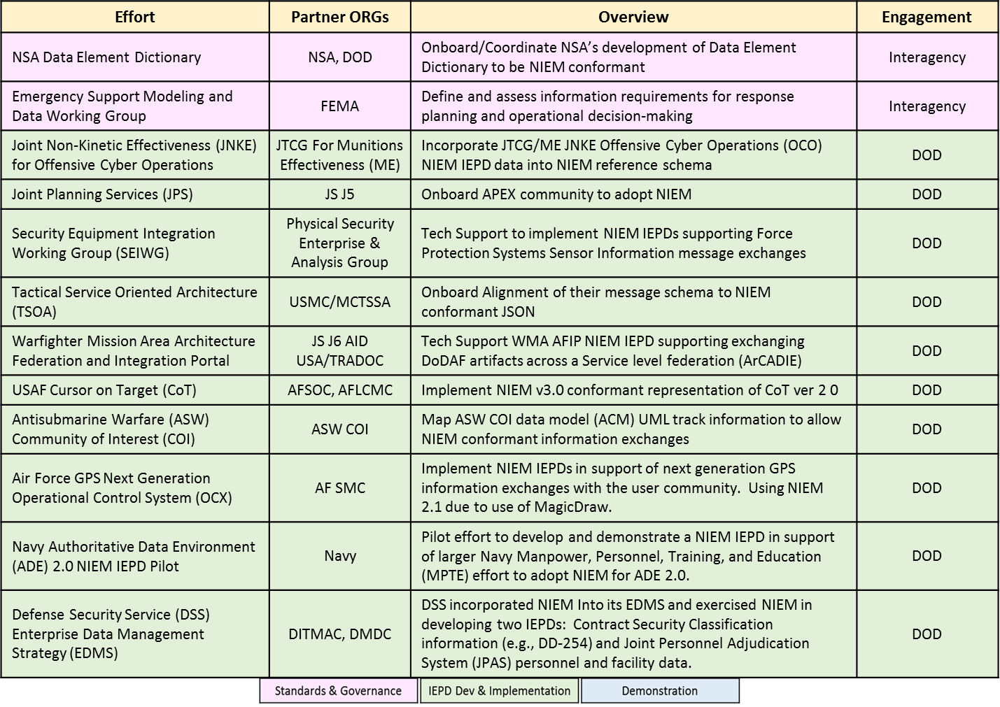 Effort
Partner ORGs
Overview
Engagement
NSA Data Element Dictionary
NSA, DOD
Onboard/Coordinate NSA’s development of Data Element
Dictionary to be NIEM conformant
Interagency
Emergency Support Modeling and
Data Working Group
FEMA
Define and assess information requirements for response
planning and operational decision-making
Interagency
Joint Non-Kinetic Effectiveness (JNKE)
for Offensive Cyber Operations
JTCG For Munitions
Effectiveness (ME)
Incorporate JTCG/ME JNKE Offensive Cyber Operations (OCO)
NIEM IEPD data into NIEM reference schema
DOD
Joint Planning Services (JPS)
JS J5
Onboard APEX community to adopt NIEM
DOD
Security Equipment Integration
Working Group (SEIWG)
Physical Security
Enterprise &
Analysis Group
Tech Support to implement NIEM IEPDs supporting Force
Protection Systems Sensor Information message exchanges
DOD
Tactical Service Oriented Architecture
(TSOA)
USMC/MCTSSA
Onboard Alignment of their message schema to NIEM
conformant JSON
DOD
Warfighter Mission Area Architecture
Federation and Integration Portal
JS J6 AID
USA/TRADOC
Tech Support WMA AFIP NIEM IEPD supporting exchanging
DoDAF artifacts across a Service level federation (ArCADIE)
DOD
USAF Cursor on Target (CoT)
AFSOC, AFLCMC
Implement NIEM v3.0 conformant representation of CoT ver 2 0
DOD
Antisubmarine Warfare (ASW)
Community of Interest (COI)
ASW COI
Map ASW COI data model (ACM) UML track information to allow
NIEM conformant information exchanges
DOD
Air Force GPS Next Generation
Operational Control System (OCX)
AF SMC
Implement NIEM IEPDs in support of next generation GPS
information exchanges with the user community. Using NIEM
2.1 due to use of MagicDraw.
DOD
Navy Authoritative Data Environment
(ADE) 2.0 NIEM IEPD Pilot
Navy
Pilot effort to develop and demonstrate a NIEM IEPD in support
of larger Navy Manpower, Personnel, Training, and Education
(MPTE) effort to adopt NIEM for ADE 2.0.
DOD
Defense Security Service (DSS)
Enterprise Data Management
Strategy (EDMS)
DITMAC, DMDC
DSS incorporated NIEM Into its EDMS and exercised NIEM in
developing two IEPDs: Contract Security Classification
information (e.g., DD-254) and Joint Personnel Adjudication
System (JPAS) personnel and facility data.
DOD
Standards & Governance
IEPD Dev & Implementation
Demonstration